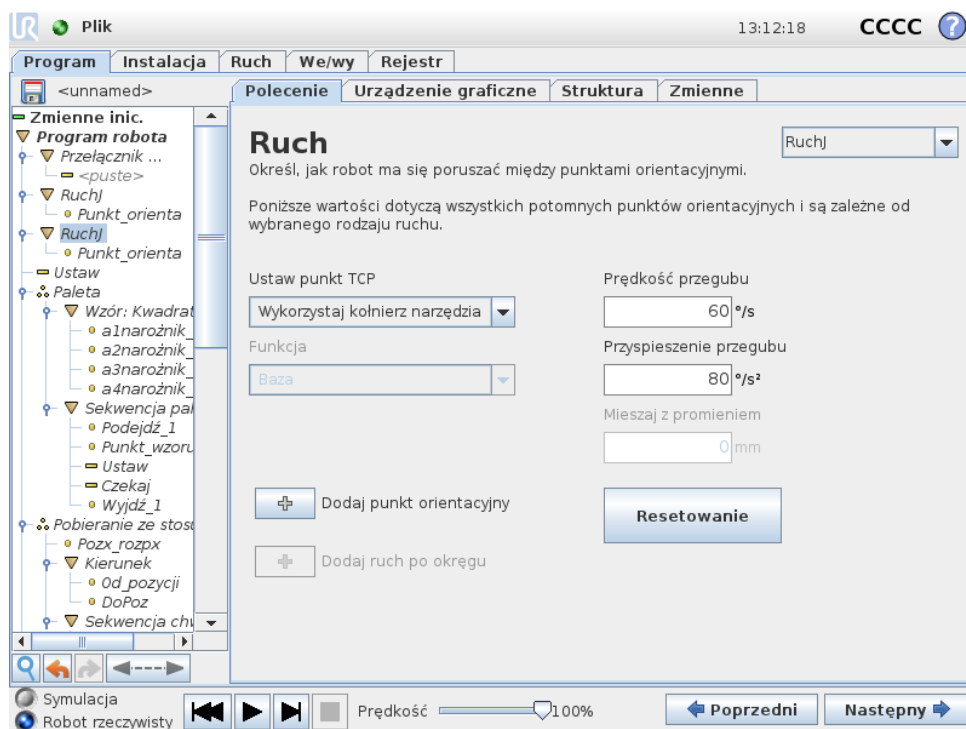 UR Plik 13:12:18 CCCC ?
Program Instalacja Ruch We/wy Rejestr
<unnamed>
Polecenie Urządzenie graficzne Struktura Zmienne
Zmienne inic.
Program robota
Przełącznik ...
<puste>
RuchJ
Punkt_orienta
RuchJ
Punkt_orienta
Ustaw
Paleta
Wzór: Kwadrat
a1narożnik_
a2narożnik_
a3narożnik_
a4narożnik_
Sekwencja pal
Podejdź_1
Punkt_wzoru
Ustaw
Czekaj
Wyjdź_1
Pobieranie ze stosu
Pozx_rozpx
Kierunek
Od_pozycji
DoPoz
Sekwencja chw
Ruch
RuchJ
Określ, jak robot ma się poruszać między punktami orientacyjnymi.
Poniższe wartości dotyczą wszystkich potomnych punktów orientacyjnych i są zależne od
wybranego rodzaju ruchu.
Ustaw punkt TCP
Wykorzystaj kołnierz narzędzia
Funkcja
Baza
Prędkość przegubu
60 °/s
Przyspieszenie przegubu
80 °/s²
Mieszaj z promieniem
0 mm
Dodaj punkt orientacyjny
Dodaj ruch po okręgu
Resetowanie
Symulacja
Robot rzeczywisty
Prędkość 100%
Poprzedni
Następny